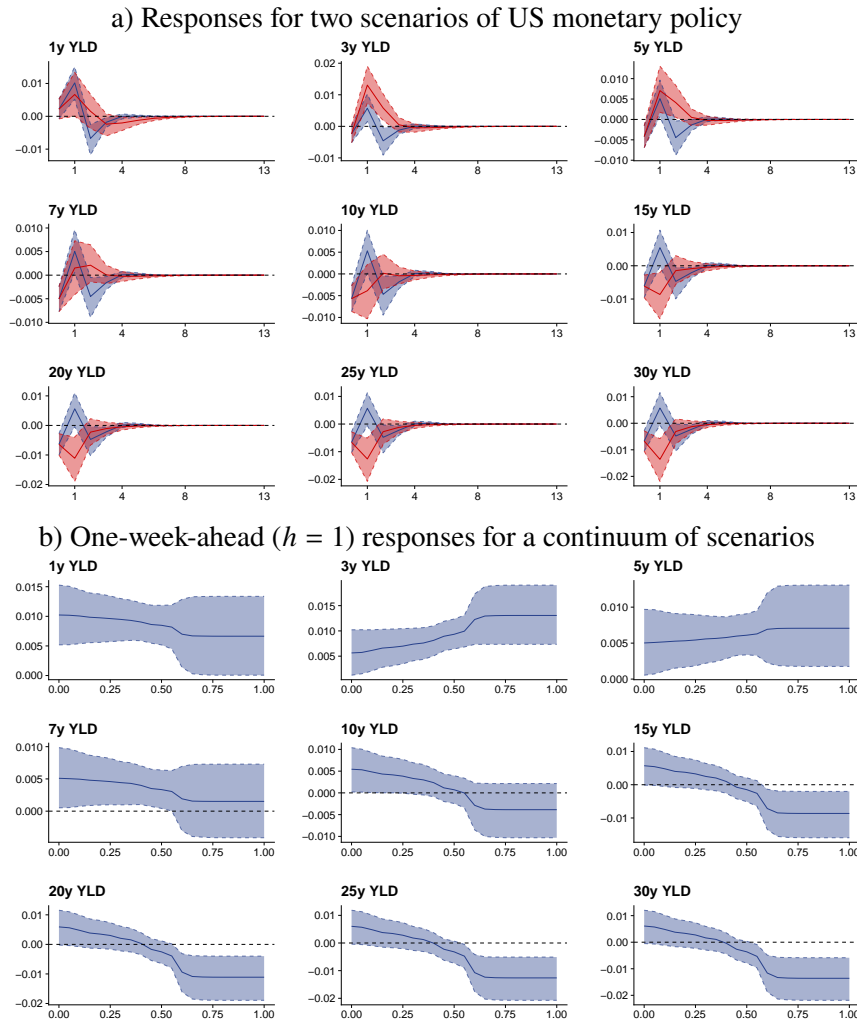 a) Responses for two scenarios of US monetary policy
1y YLD 3y YLD 5y YLD
0.01
0.00
−0.01
1 4 8 13
0.02
0.01
0.00
0.01
1 4 8 13
0.010
0.005
0.000
−0.005
−0.010
1 4 8 13
7y YLD 10y YLD 15y YLD
0.010
0.005
0.000
−0.005
−0.010
1 4 8 13
0.010
0.005
0.000
−0.005
−0.010
1 4 8 13
0.01
0.00
−0.01
1 4 8 13
20y YLD 25y YLD 30y YLD
0.01
0.00
−0.01
−0.02
1 4 8 13
0.01
0.00
−0.01
−0.02
1 4 8 13
0.01
0.00
−0.01
−0.02
1 4 8 13
b) One-week-ahead (h = 1) responses for a continuum of scenarios
1y YLD 3y YLD 5y YLD
0.015
0.010
0.005
0.000
0.00 0.25 0.50 0.75 1.00
0.015
0.010
0.005
0.00 0.25 0.50 0.75 1.00
0.010
0.005
0.000
0.00 0.25 0.50 0.75 1.00
7y YLD 10y YLD 15y YLD
0.010
0.005
0.000
0.00 0.25 0.50 0.75 1.00
0.010
0.005
0.000
−0.005
−0.010
0.00 0.25 0.50 0.75 1.00
0.01
0.00
−0.01
0.00 0.25 0.50 0.75 1.00
20y YLD 25y YLD 30y YLD
0.01
0.00
−0.01
−0.02
0.00 0.25 0.50 0.75 1.00
0.01
0.00
−0.01
−0.02
0.00 0.25 0.50 0.75 1.00
0.01
0.00
−0.01
−0.02
0.00 0.25 0.50 0.75 1.00